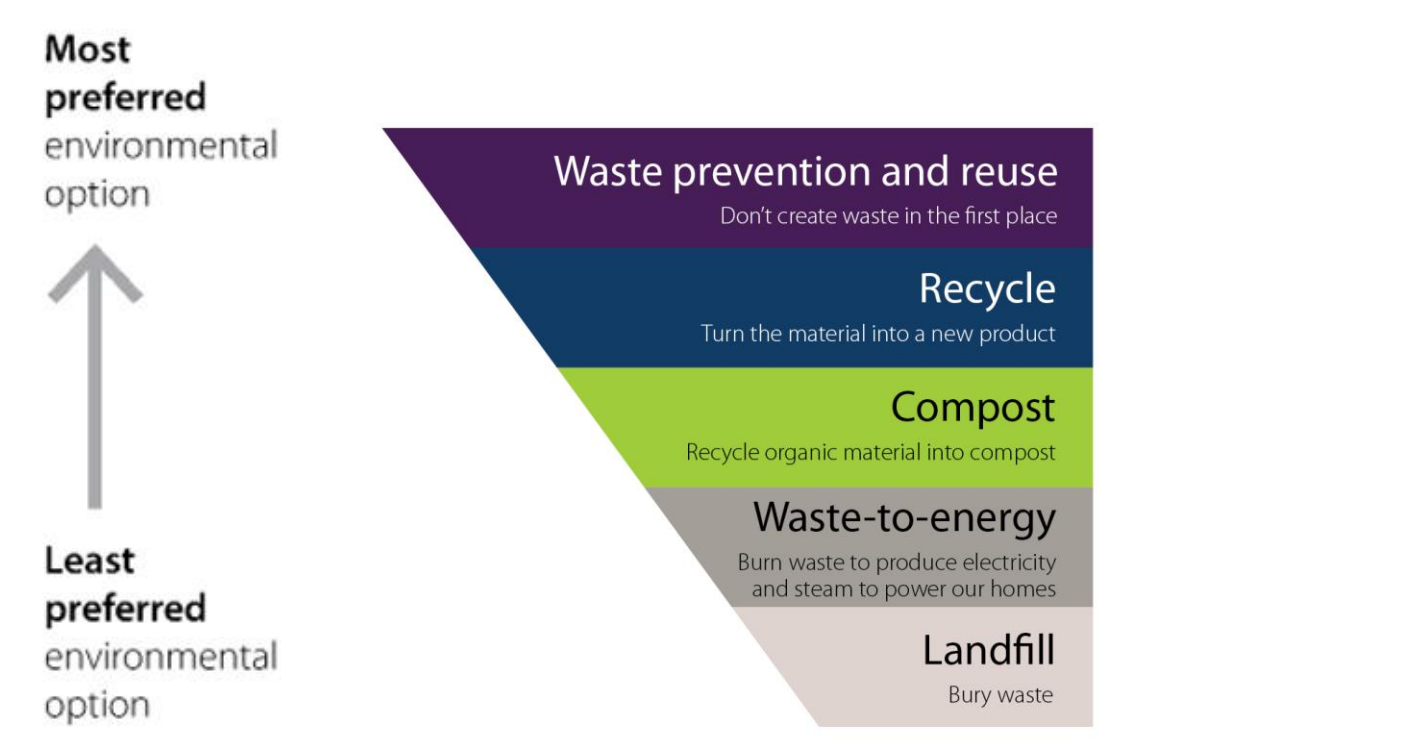 Most
preferred
environmental
option
Least
preferred
environmental
option
Waste prevention and reuse
Don’t create waste in the first place
Recycle
Turn the material into a new product
Compost
Recycle organic material into compost
Waste-to-energy
Burn waste to produce electricity
and steam to power our homes
Landfill
Bury waste